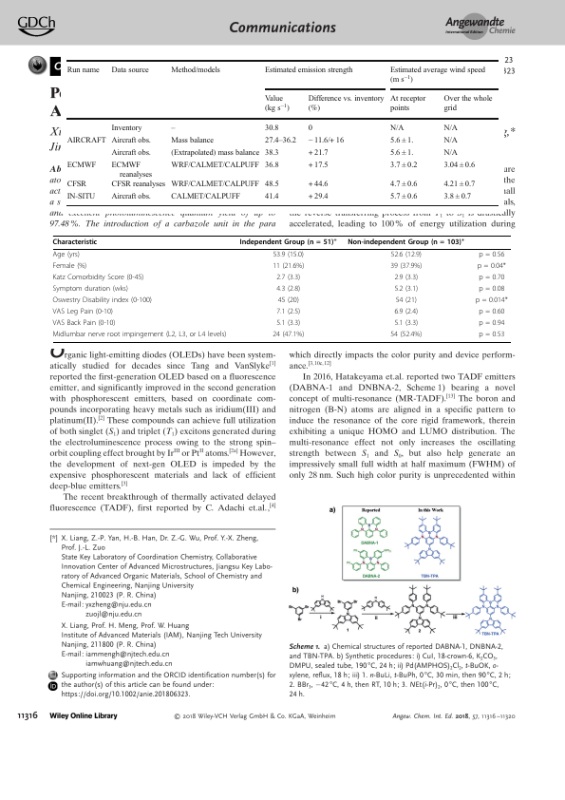 GDCh
Communications
Angewandte
International Edition
Chemie
23
323
Run name Data source Method/models Estimated emission strength Estimated average wind speed
(m s⁻¹)
Value Difference vs. inventory At receptor Over the whole
(kg s⁻¹) (%) points grid
Inventory – 30.8 0 N/A N/A
AIRCRAFT Aircraft obs. Mass balance 27.4–36.2 −11.6/+16 5.6±1. N/A
Aircraft obs. (Extrapolated) mass balance 38.3 +21.7 5.6±1. N/A
ECMWF ECMWF WRF/CALMET/CALPUFF 36.8 +17.5 3.7±0.2 3.04±0.6
reanalyses
CFSR CFSR reanalyses WRF/CALMET/CALPUFF 48.5 +44.6 4.7±0.6 4.21±0.7
IN-SITU Aircraft obs. CALMET/CALPUFF 41.4 +29.4 5.7±0.6 3.8±0.7
and excellent photoluminescence quantum yield of up to
97.48 %. The introduction of a carbazole unit in the para
are
the
all
als,
the reverse transferring process from T₁ to S₁ is drastically
accelerated, leading to 100 % of energy utilization during
Characteristic Independent Group (n = 51)* Non-independent Group (n = 103)*
Age (yrs) 53.9 (15.0) 52.6 (12.9) p = 0.56
Female (%) 11 (21.6%) 39 (37.9%) p = 0.04*
Katz Comorbidity Score (0-45) 2.7 (3.3) 2.9 (3.3) p = 0.70
Symptom duration (wks) 4.3 (2.8) 5.2 (3.1) p = 0.08
Oswestry Disability index (0-100) 45 (20) 54 (21) p = 0.014*
VAS Leg Pain (0-10) 7.1 (2.5) 6.9 (2.4) p = 0.60
VAS Back Pain (0-10) 5.1 (3.3) 5.1 (3.3) p = 0.94
Midlumbar nerve root impingement (L2, L3, or L4 levels) 24 (47.1%) 54 (52.4%) p = 0.53
Organic light-emitting diodes (OLEDs) have been system-
atically studied for decades since Tang and VanSlyke[1]
reported the first-generation OLED based on a fluorescence
emitter, and significantly improved in the second generation
with phosphorescent emitters, based on coordinate com-
pounds incorporating heavy metals such as iridium(III) and
platinum(II).[2] These compounds can achieve full utilization
of both singlet (S₁) and triplet (T₁) excitons generated during
the electroluminescence process owing to the strong spin–
orbit coupling effect brought by Irᴵᴵᴵ or Ptᴵᴵ atoms.[2a] However,
the development of next-gen OLED is impeded by the
expensive phosphorescent materials and lack of efficient
deep-blue emitters.[3]
The recent breakthrough of thermally activated delayed
fluorescence (TADF), first reported by C. Adachi et al.,[4]
which directly impacts the color purity and device perform-
ance.[3,10c,12]
In 2016, Hatakeyama et.al. reported two TADF emitters
(DABNA-1 and DNBNA-2, Scheme 1) bearing a novel
concept of multi-resonance (MR-TADF).[13] The boron and
nitrogen (B-N) atoms are aligned in a specific pattern to
induce the resonance of the core rigid framework, therein
exhibiting a unique HOMO and LUMO distribution. The
multi-resonance effect not only increases the oscillating
strength between S₁ and S₀, but also help generate an
impressively small full width at half maximum (FWHM) of
only 28 nm. Such high color purity is unprecedented within
[*] X. Liang, Z.-P. Yan, H.-B. Han, Dr. Z.-G. Wu, Prof. Y.-X. Zheng,
Prof. J.-L. Zuo
State Key Laboratory of Coordination Chemistry, Collaborative
Innovation Center of Advanced Microstructures, Jiangsu Key Labo-
ratory of Advanced Organic Materials, School of Chemistry and
Chemical Engineering, Nanjing University
Nanjing, 210023 (P. R. China)
E-mail: yxzheng@nju.edu.cn
zuojl@nju.edu.cn
X. Liang, Prof. H. Meng, Prof. W. Huang
Institute of Advanced Materials (IAM), Nanjing Tech University
Nanjing, 211800 (P. R. China)
E-mail: iammengh@njtech.edu.cn
iamwhuang@njtech.edu.cn
Supporting information and the ORCID identification number(s) for
the author(s) of this article can be found under:
https://doi.org/10.1002/anie.201806323.
a)
Reported In this Work
DABNA-1
DABNA-2 TBN-TPA
b)
i ii iii
1 2 TBN-TPA
Scheme 1. a) Chemical structures of reported DABNA-1, DNBNA-2,
and TBN-TPA. b) Synthetic procedures: i) CuI, 18-crown-6, K₂CO₃,
DMPU, sealed tube, 190 °C, 24 h; ii) Pd(AMPHOS)₂Cl₂, t-BuOK, o-
xylene, reflux, 18 h; iii) 1. n-BuLi, t-BuPh, 0 °C, 30 min, then 90 °C, 2 h;
2. BBr₃, −42 °C, 4 h, then RT, 10 h; 3. NEt(i-Pr)₂, 0 °C, then 100 °C,
24 h.
11316 Wiley Online Library © 2018 Wiley-VCH Verlag GmbH & Co. KGaA, Weinheim Angew. Chem. Int. Ed. 2018, 57, 11316–11320